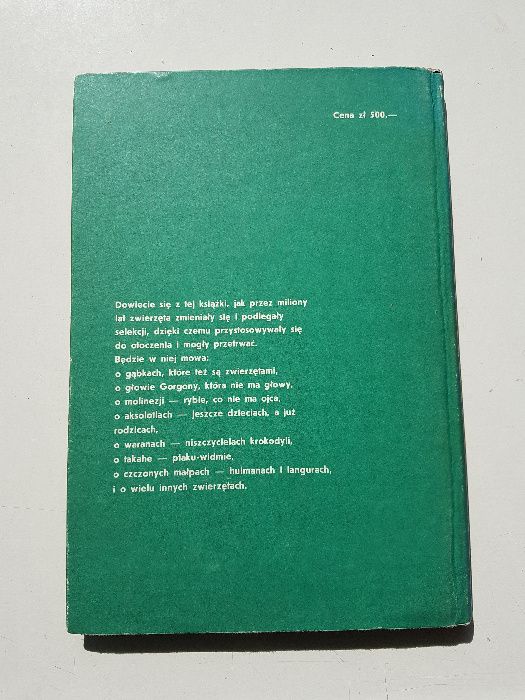 Cena zł 500,—
Dowiecie się z tej książki, jak przez miliony
lat zwierzęta zmieniały się i podlegały
selekcji, dzięki czemu przystosowywały się
do otoczenia i mogły przetrwać.
Będzie w niej mowa:
o gąbkach, które też są zwierzętami,
o głowie Gorgony, która nie ma głowy,
o molinezji — rybie, co nie ma ojca,
o aksolotlach — jeszcze dzieciach, a już
rodzicach,
o waranach — niszczycielach krokodyli,
o takahe — ptaku-widmie,
o czczonych małpach — hulmanach i langurach,
i o wielu innych zwierzętach.